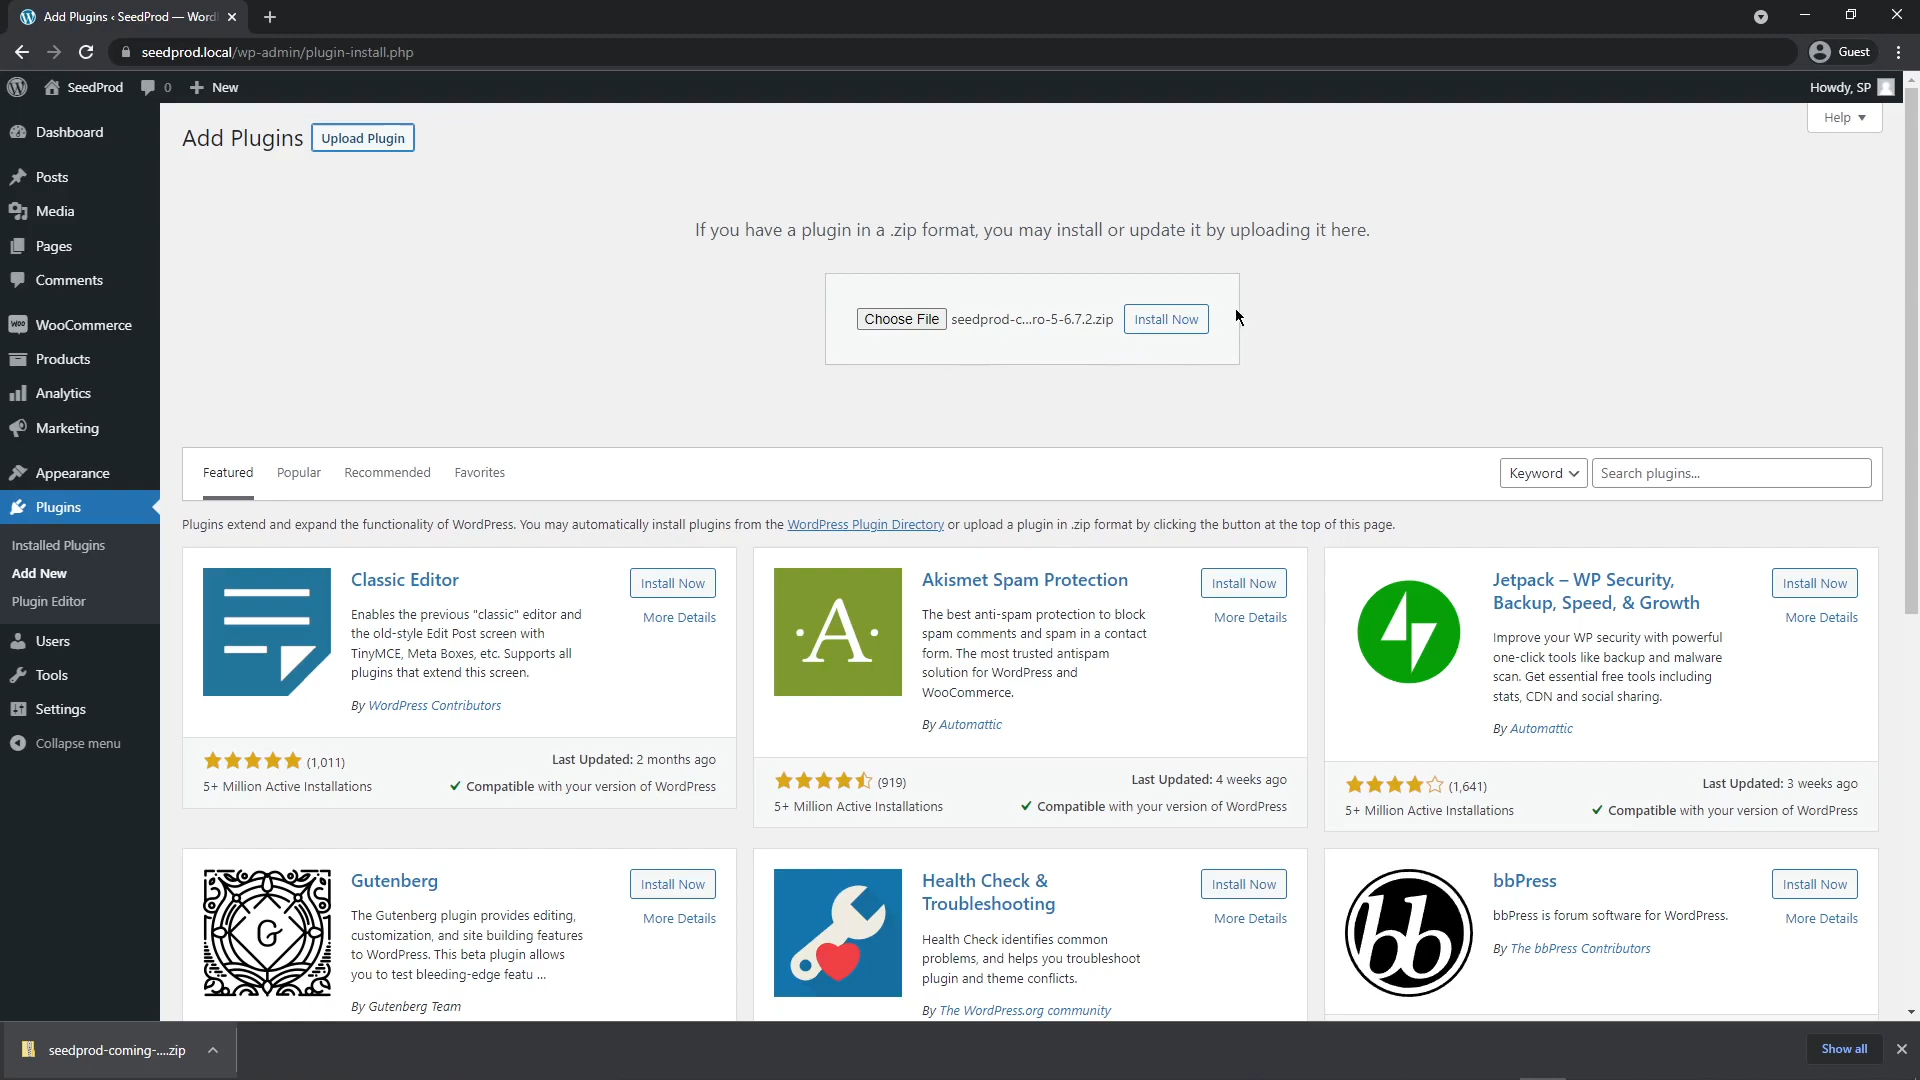 Add Plugins ‹ SeedProd — Word
seedprod.local/wp-admin/plugin-install.php
Guest
SeedProd
0
New
Howdy, SP
Dashboard
Posts
Media
Pages
Comments
WooCommerce
Products
Analytics
Marketing
Appearance
Plugins
Installed Plugins
Add New
Plugin Editor
Users
Tools
Settings
Collapse menu
Help
Add Plugins
Upload Plugin
If you have a plugin in a .zip format, you may install or update it by uploading it here.
Choose File seedprod-c...ro-5-6.7.2.zip Install Now
Featured Popular Recommended Favorites
Keyword
Search plugins...
Plugins extend and expand the functionality of WordPress. You may automatically install plugins from the WordPress Plugin Directory or upload a plugin in .zip format by clicking the button at the top of this page.
Classic Editor
Install Now
More Details
Enables the previous "classic" editor and
the old-style Edit Post screen with
TinyMCE, Meta Boxes, etc. Supports all
plugins that extend this screen.
By WordPress Contributors
(1,011)
Last Updated: 2 months ago
5+ Million Active Installations
Compatible with your version of WordPress
A
Akismet Spam Protection
Install Now
More Details
The best anti-spam protection to block
spam comments and spam in a contact
form. The most trusted antispam
solution for WordPress and
WooCommerce.
By Automattic
(919)
Last Updated: 4 weeks ago
5+ Million Active Installations
Compatible with your version of WordPress
Jetpack – WP Security,
Backup, Speed, & Growth
Install Now
More Details
Improve your WP security with powerful
one-click tools like backup and malware
scan. Get essential free tools including
stats, CDN and social sharing.
By Automattic
(1,641)
Last Updated: 3 weeks ago
5+ Million Active Installations
Compatible with your version of WordPress
G
Gutenberg
Install Now
More Details
The Gutenberg plugin provides editing,
customization, and site building features
to WordPress. This beta plugin allows
you to test bleeding-edge featu ...
By Gutenberg Team
Health Check &
Troubleshooting
Install Now
More Details
Health Check identifies common
problems, and helps you troubleshoot
plugin and theme conflicts.
By The WordPress.org community
bb
bbPress
Install Now
More Details
bbPress is forum software for WordPress.
By The bbPress Contributors
seedprod-coming-....zip
Show all